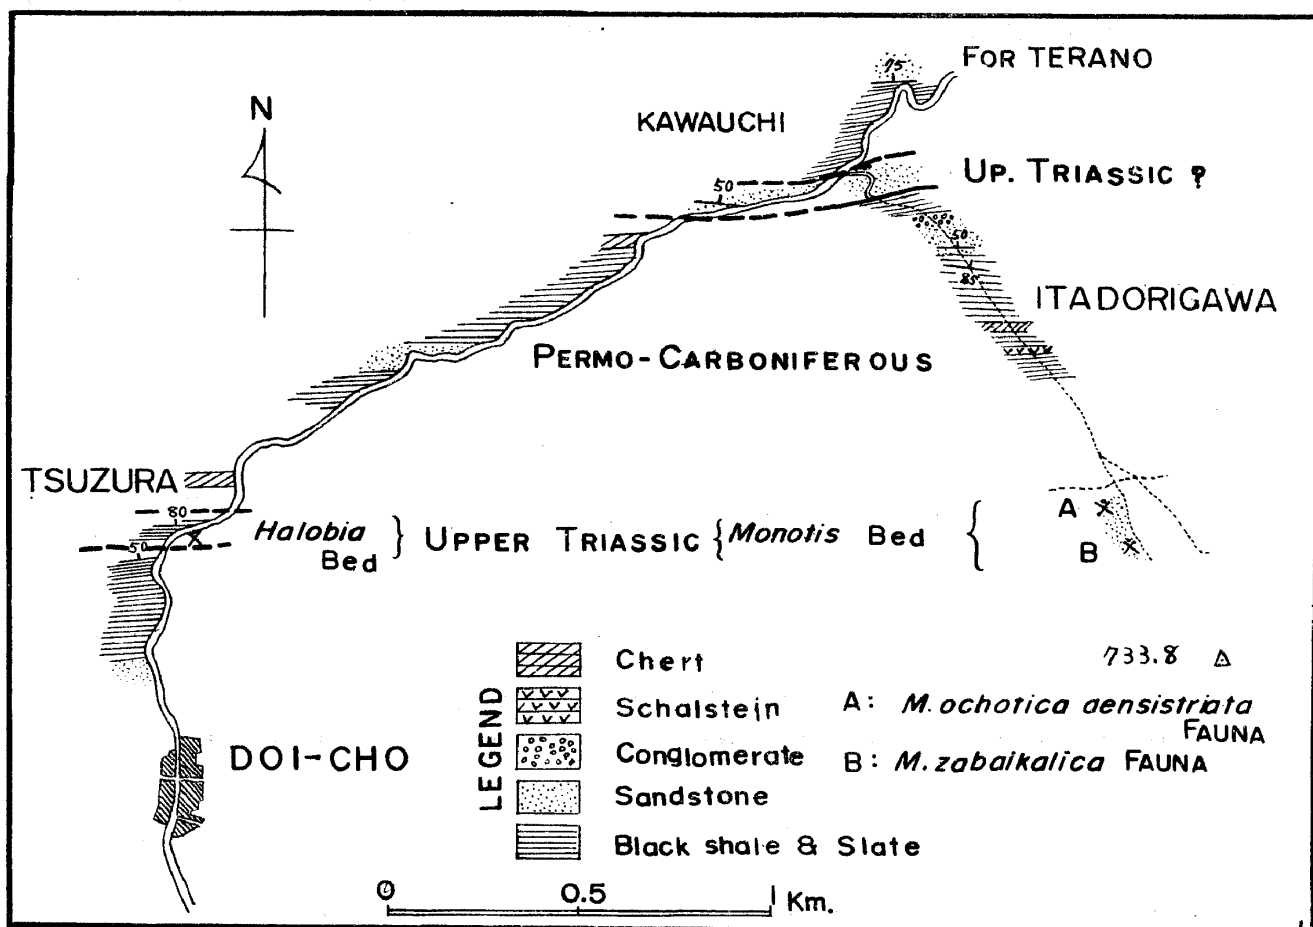 N
FOR TERANO
75
KAWAUCHI
UP. TRIASSIC ?
50
50
85
ITADORIGAWA
PERMO-CARBONIFEROUS
TSUZURA
80
50
Halobia Bed } UPPER TRIASSIC { Monotis Bed {
A
B
733.8
LEGEND
Chert
Schalstein
Conglomerate
Sandstone
Black shale & Slate
A: M. ochotica aensistriata
FAUNA
B: M. zabaikalica FAUNA
DOI-CHO
0 0.5 1 Km.